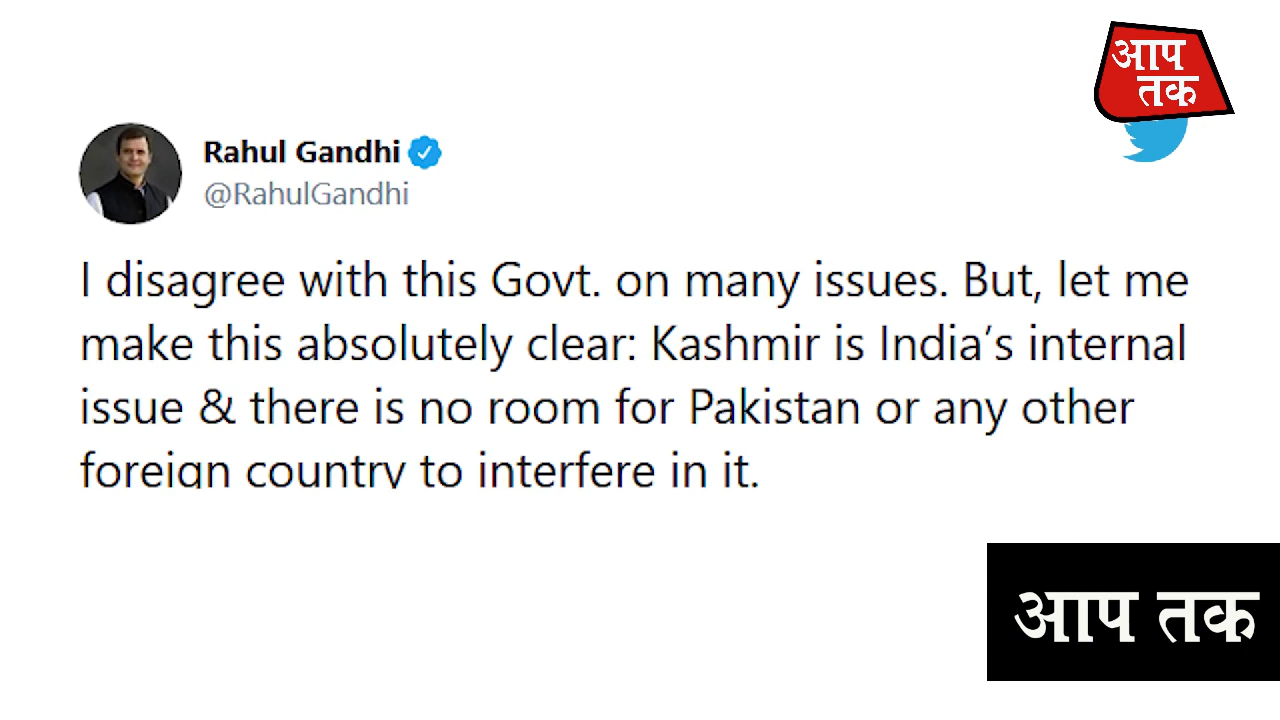 आप
तक
Rahul Gandhi
@RahulGandhi
I disagree with this Govt. on many issues. But, let me
make this absolutely clear: Kashmir is India’s internal
issue & there is no room for Pakistan or any other
foreign country to interfere in it.
आप तक